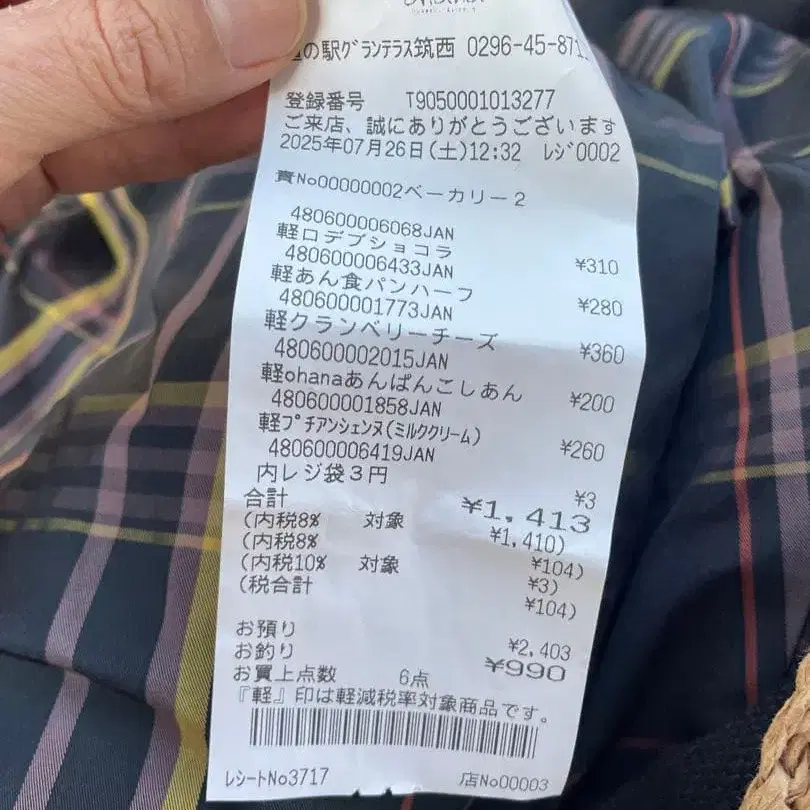 の駅グランテラス筑西 0296-45-871
登録番号 T9050001013277
ご来店、誠にありがとうございます
2025年07月26日(土)12:32 レジ0002
責No00000002ベーカリー2
480600006068JAN
軽ロデブショコラ ¥310
480600006433JAN
軽あん食パンハーフ ¥280
480600001773JAN
軽クランベリーチーズ ¥360
480600002015JAN
軽ohanaあんぱんこしあん ¥200
480600001858JAN
軽プチアンシェンヌ(ミルククリーム) ¥260
480600006419JAN
内レジ袋3円 ¥3
合計 ¥1,413
(内税8% 対象 ¥1,410)
(内税8% ¥104)
(内税10% 対象 ¥3)
(税合計 ¥104)
お預り ¥2,403
お釣り ¥990
お買上点数 6点
『軽』印は軽減税率対象商品です。
レシートNo3717 店No00003